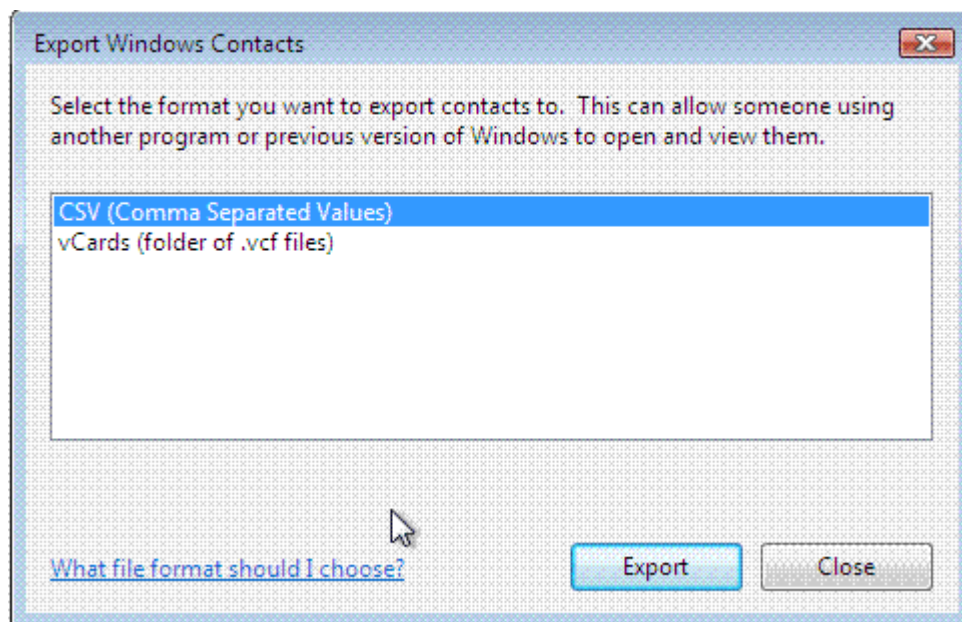 Export Windows Contacts
Select the format you want to export contacts to.  This can allow someone using
another program or previous version of Windows to open and view them.
CSV (Comma Separated Values)
vCards (folder of .vcf files)
What file format should I choose?
Export
Close